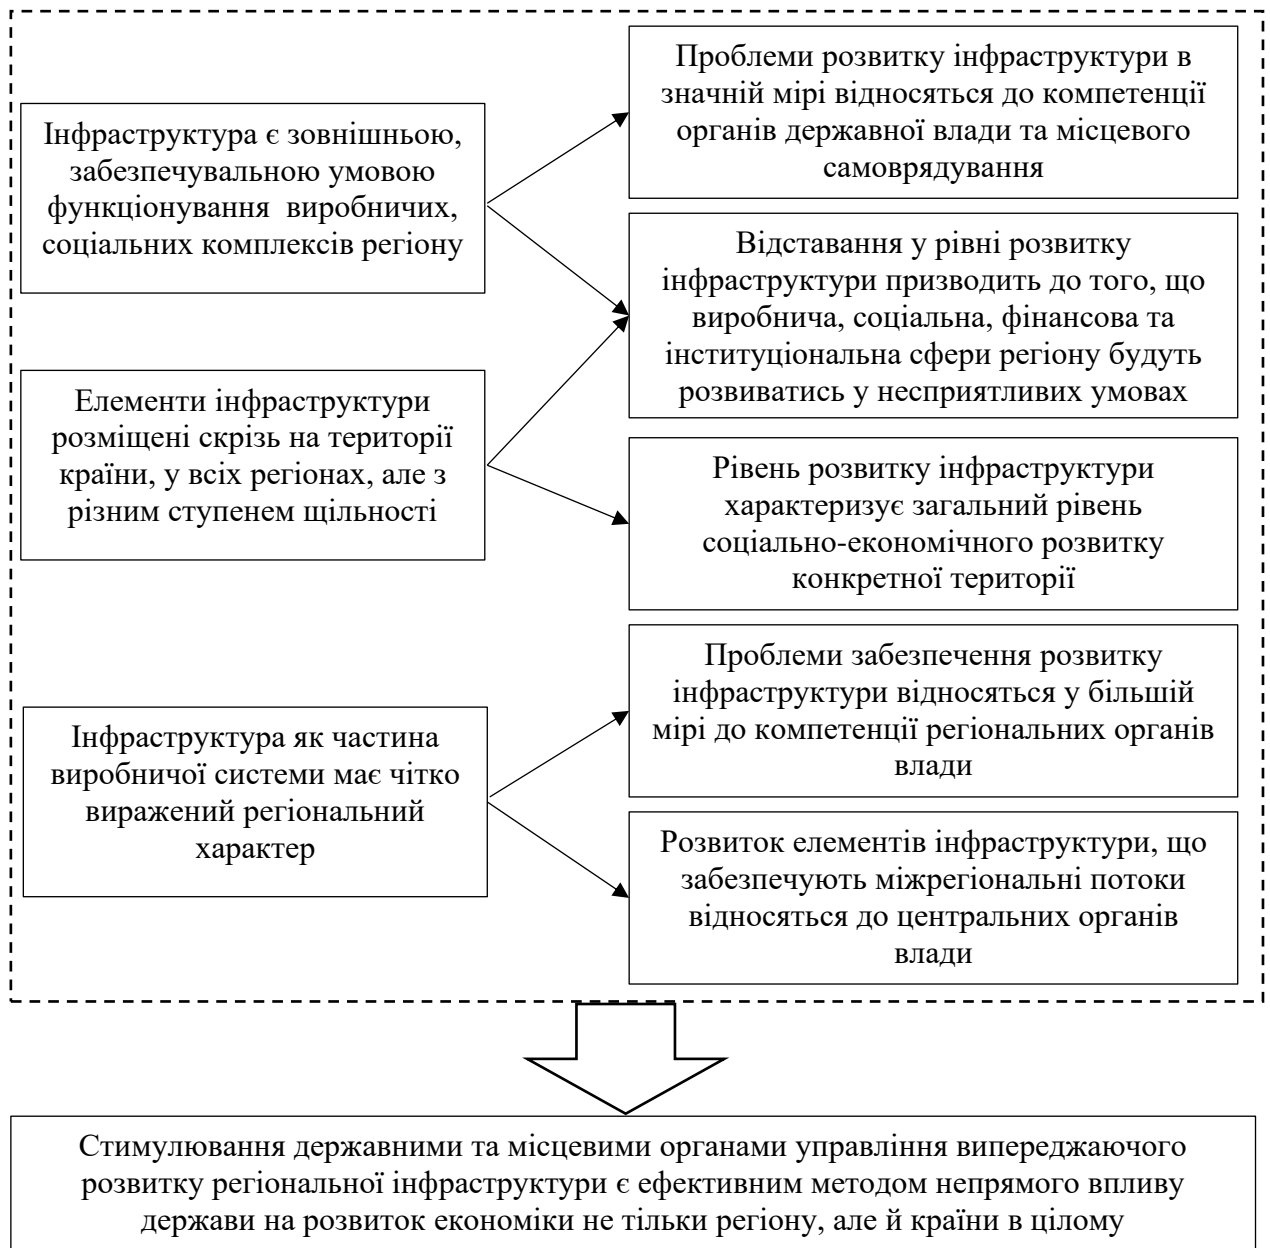 Інфраструктура є зовнішньою,
забезпечувальною умовою
функціонування виробничих,
соціальних комплексів регіону
Проблеми розвитку інфраструктури в
значній мірі відносяться до компетенції
органів державної влади та місцевого
самоврядування
Відставання у рівні розвитку
інфраструктури призводить до того, що
виробнича, соціальна, фінансова та
інституціональна сфери регіону будуть
розвиватись у несприятливих умовах
Елементи інфраструктури
розміщені скрізь на території
країни, у всіх регіонах, але з
різним ступенем щільності
Рівень розвитку інфраструктури
характеризує загальний рівень
соціально-економічного розвитку
конкретної території
Інфраструктура як частина
виробничої системи має чітко
виражений регіональний
характер
Проблеми забезпечення розвитку
інфраструктури відносяться у більшій
мірі до компетенції регіональних органів
влади
Розвиток елементів інфраструктури, що
забезпечують міжрегіональні потоки
відносяться до центральних органів
влади
Стимулювання державними та місцевими органами управління випереджаючого
розвитку регіональної інфраструктури є ефективним методом непрямого впливу
держави на розвиток економіки не тільки регіону, але й країни в цілому